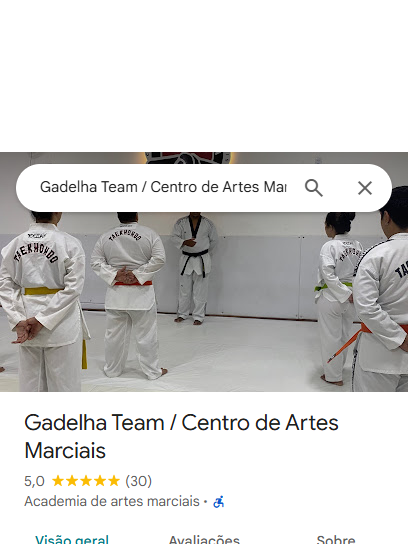 Gadelha Team / Centro de Artes Mar
TAEKWONDO
TAEKWONDO
TAEKWONDO
TA
Gadelha Team / Centro de Artes
Marciais
5,0 (30)
Academia de artes marciais ·
Visão geral
Avaliações
Sobre